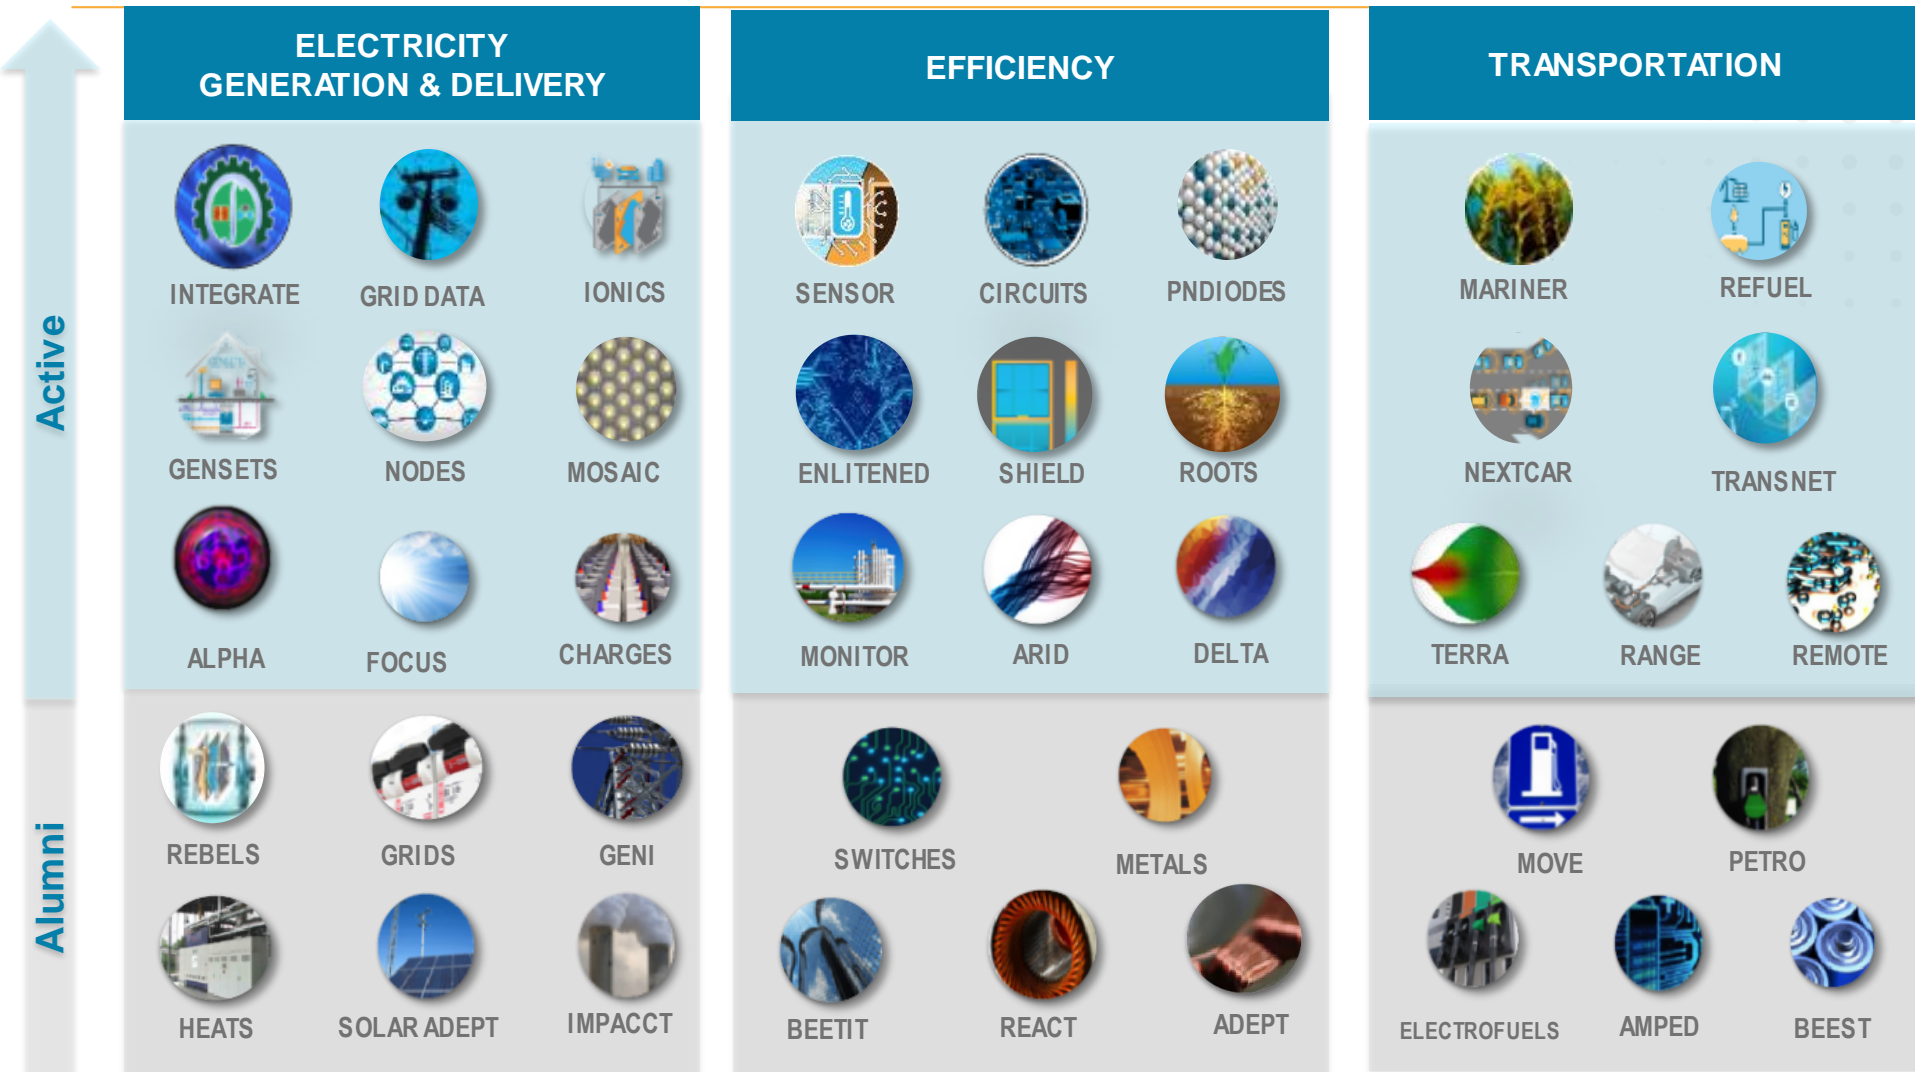 ELECTRICITY
GENERATION & DELIVERY
EFFICIENCY
TRANSPORTATION
Active
INTEGRATE
GRID DATA
IONICS
SENSOR
CIRCUITS
PNDIODES
MARINER
REFUEL
GENSETS
NODES
MOSAIC
ENLITENED
SHIELD
ROOTS
NEXTCAR
TRANSNET
ALPHA
FOCUS
CHARGES
MONITOR
ARID
DELTA
TERRA
RANGE
REMOTE
Alumni
REBELS
GRIDS
GENI
SWITCHES
METALS
MOVE
PETRO
HEATS
SOLAR ADEPT
IMPACCT
BEETIT
REACT
ADEPT
ELECTROFUELS
AMPED
BEEST